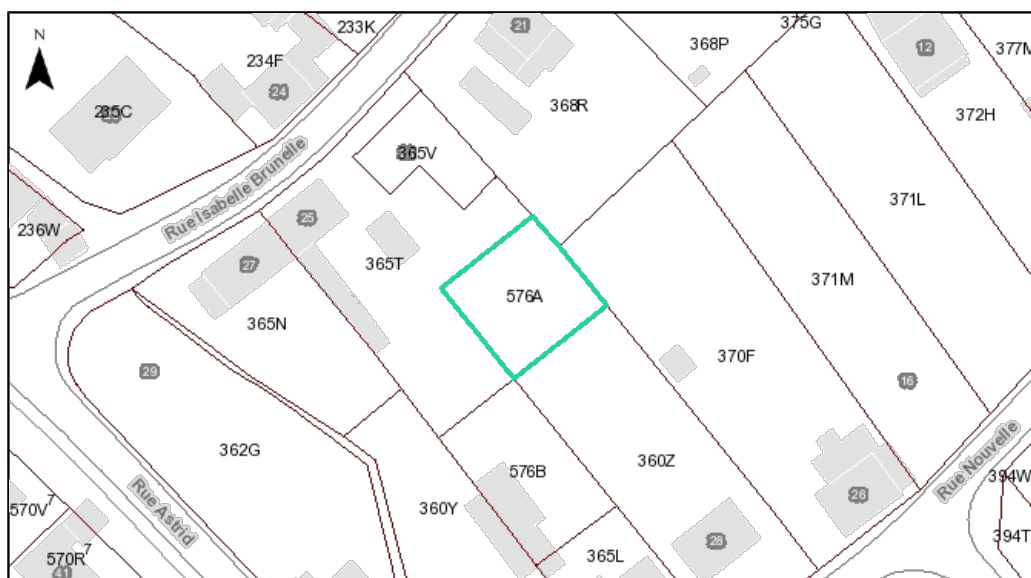 N
233K
21
375G
368P
12
377M
234F
24
235C
368R
372H
365V
371L
Rue Isabelle Brunelle
236W
25
27
365T
576A
371M
365N
29
370F
16
362G
576B
360Z
Rue Nouvelle
394W
360Y
26
570V 7
Rue Astrid
28
394T
570R 7
365L
41